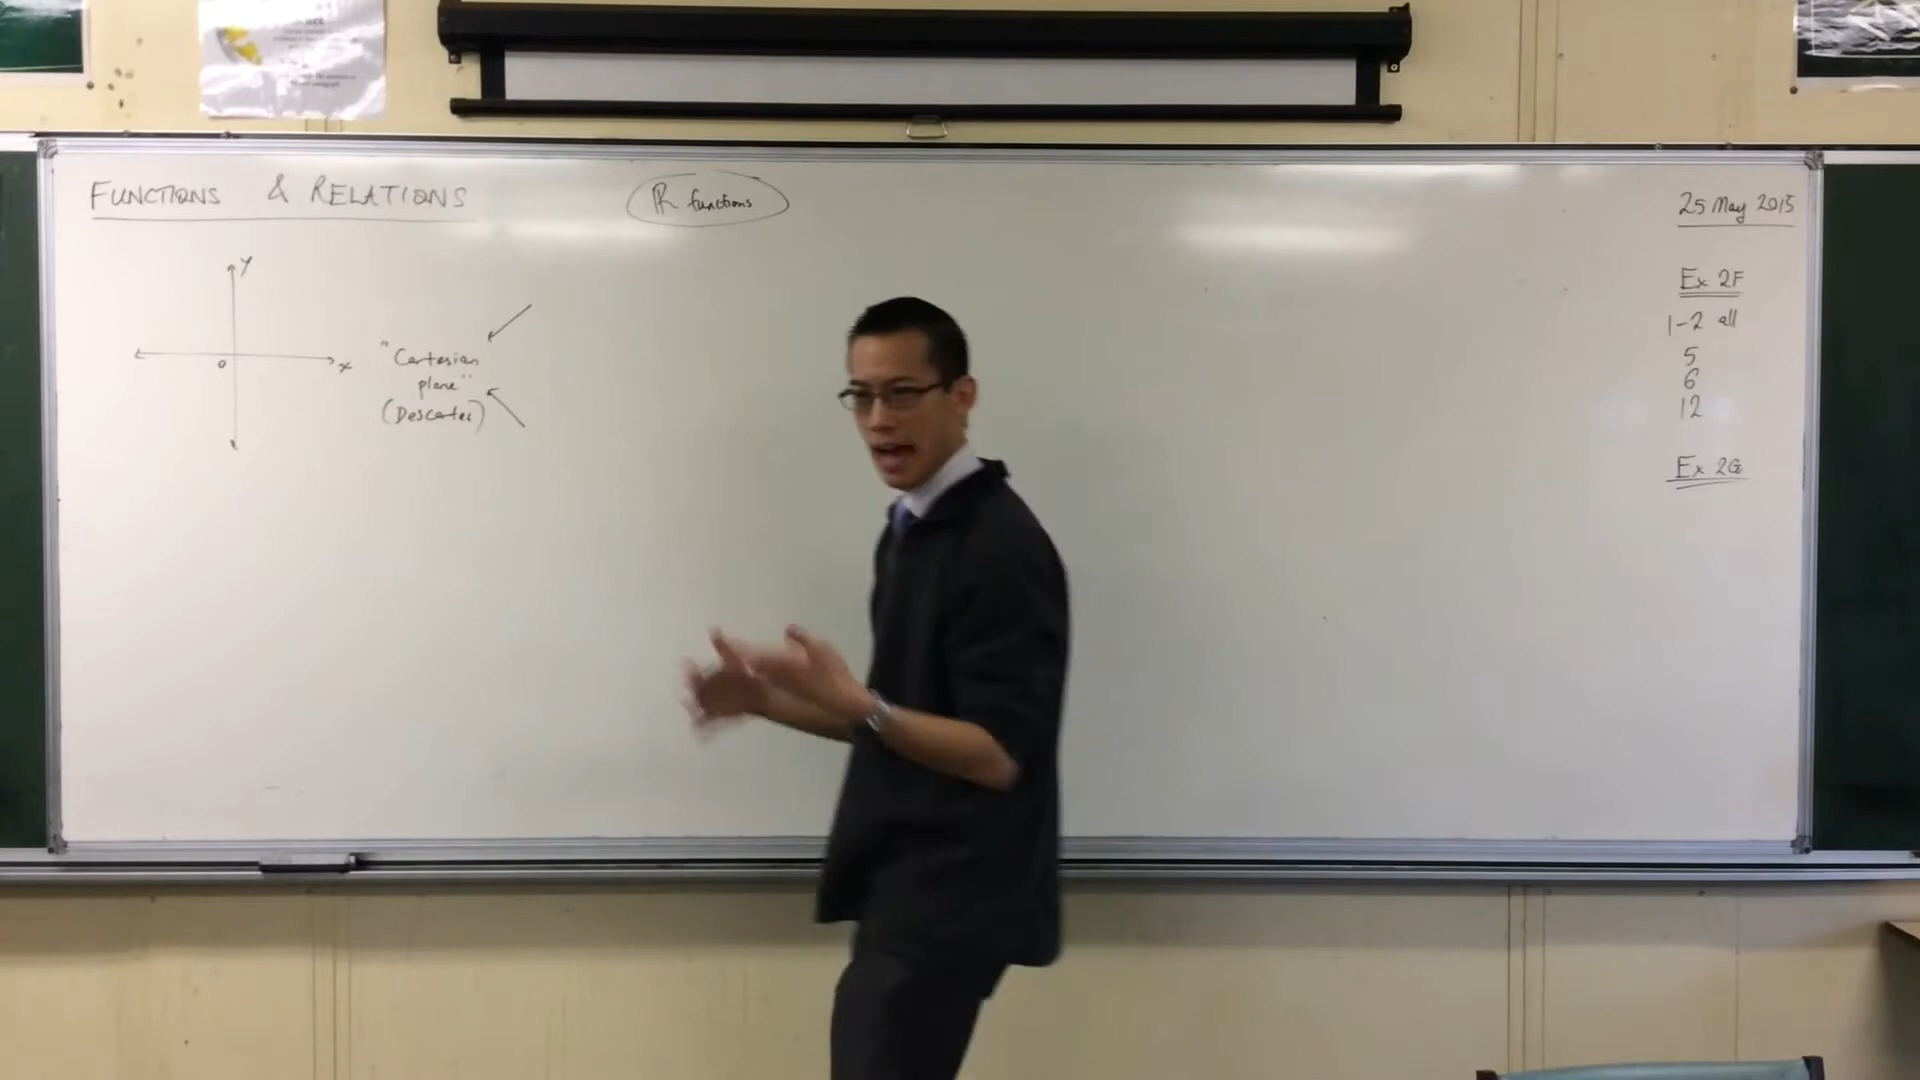 FUNCTIONS & RELATIONS
ℝ functions
25 May 2015
y
x
0
"Cartesian
plane"
(Descartes)
Ex 2F
1-2 all
5
6
12
Ex 2G